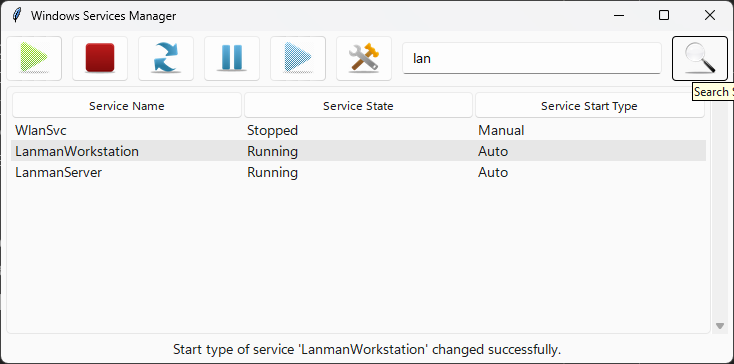 Windows Services Manager
lan
Search
Service Name Service State Service Start Type
WlanSvc Stopped Manual
LanmanWorkstation Running Auto
LanmanServer Running Auto
Start type of service 'LanmanWorkstation' changed successfully.